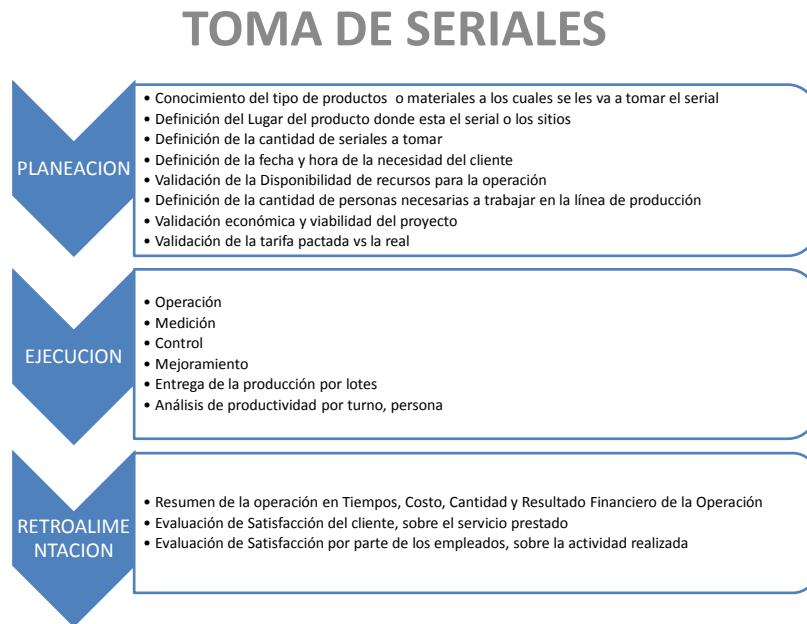 TOMA DE SERIALES
PLANEACION
• Conocimiento del tipo de productos o materiales a los cuales se les va a tomar el serial
• Definición del Lugar del producto donde esta el serial o los sitios
• Definición de la cantidad de seriales a tomar
• Definición de la fecha y hora de la necesidad del cliente
• Validación de la Disponibilidad de recursos para la operación
• Definición de la cantidad de personas necesarias a trabajar en la línea de producción
• Validación económica y viabilidad del proyecto
• Validación de la tarifa pactada vs la real
EJECUCION
• Operación
• Medición
• Control
• Mejoramiento
• Entrega de la producción por lotes
• Análisis de productividad por turno, persona
RETROALIME
NTACION
• Resumen de la operación en Tiempos, Costo, Cantidad y Resultado Financiero de la Operación
• Evaluación de Satisfacción del cliente, sobre el servicio prestado
• Evaluación de Satisfacción por parte de los empleados, sobre la actividad realizada